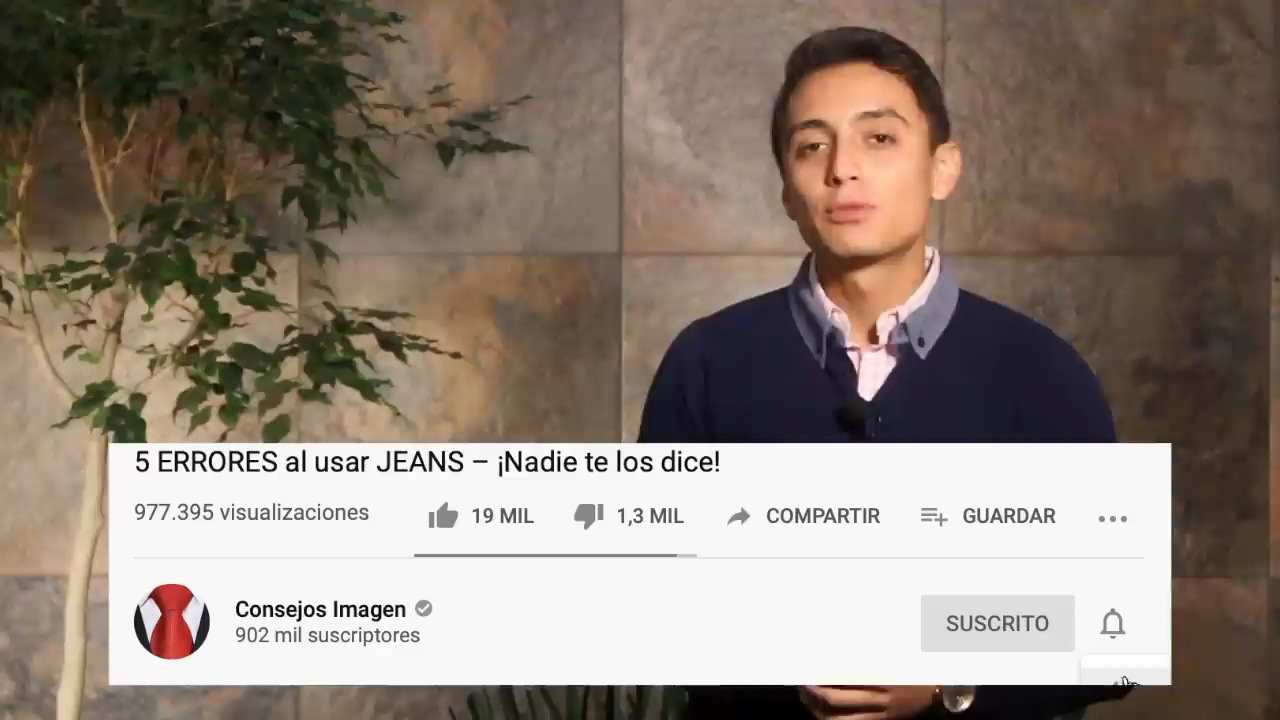 5 ERRORES al usar JEANS – ¡Nadie te los dice!
977.395 visualizaciones 19 MIL 1,3 MIL COMPARTIR GUARDAR
Consejos Imagen
902 mil suscriptores
SUSCRITO